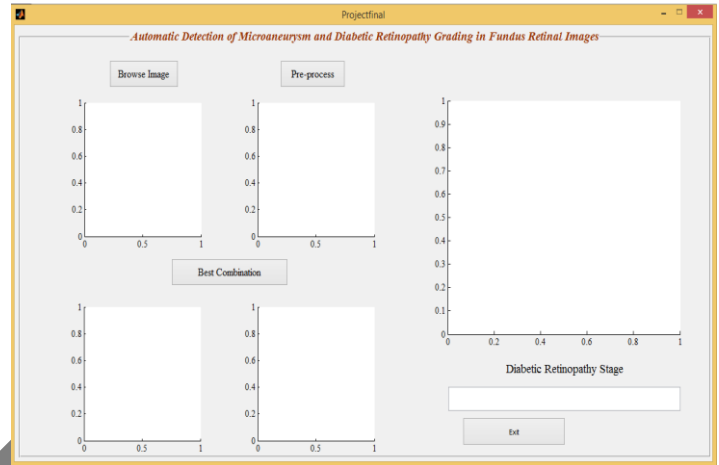 Projectfinal
Automatic Detection of Microaneurysm and Diabetic Retinopathy Grading in Fundus Retinal Images
Browse Image
Pre-process
1
0.8
0.6
0.4
0.2
0
0 0.5 1
1
0.8
0.6
0.4
0.2
0
0 0.5 1
Best Combination
1
0.8
0.6
0.4
0.2
0
0 0.5 1
1
0.8
0.6
0.4
0.2
0
0 0.5 1
1
0.9
0.8
0.7
0.6
0.5
0.4
0.3
0.2
0.1
0
0 0.2 0.4 0.6 0.8 1
Diabetic Retinopathy Stage
Exit